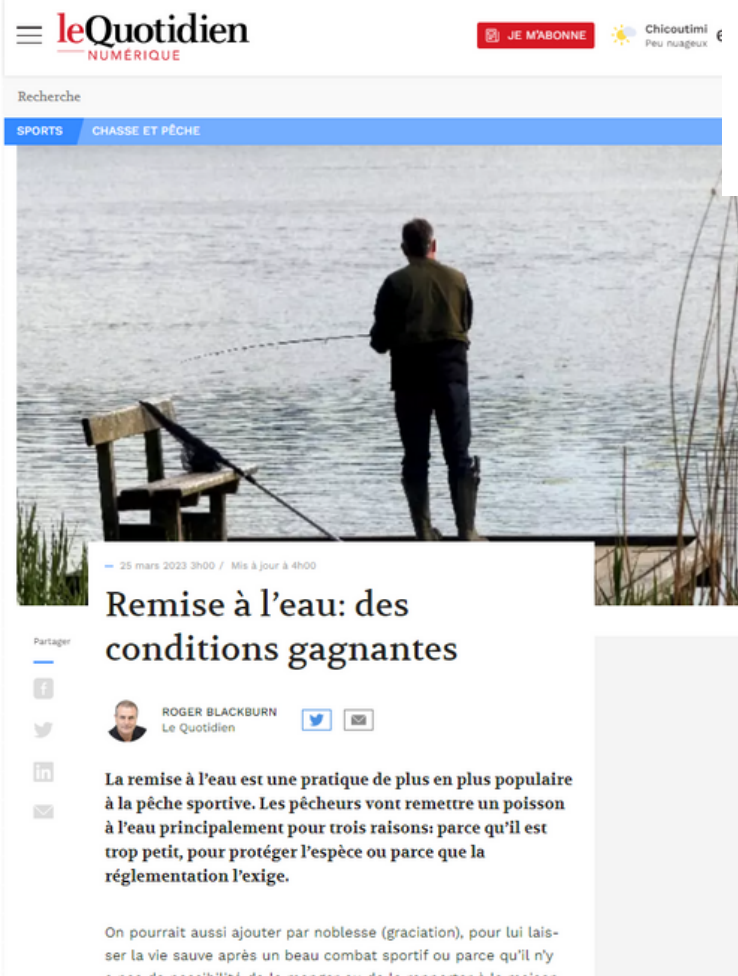 leQuotidien
NUMÉRIQUE
JE M'ABONNE
Chicoutimi
Peu nuageux
Recherche
SPORTS
CHASSE ET PÊCHE
25 mars 2023 3h00 / Mis à jour à 4h00
Remise à l'eau: des
conditions gagnantes
Partager
ROGER BLACKBURN
Le Quotidien
La remise à l'eau est une pratique de plus en plus populaire
à la pêche sportive. Les pêcheurs vont remettre un poisson
à l'eau principalement pour trois raisons: parce qu'il est
trop petit, pour protéger l'espèce ou parce que la
réglementation l'exige.
On pourrait aussi ajouter par noblesse (graciation), pour lui lais-
ser la vie sauve après un beau combat sportif ou parce qu'il n'y